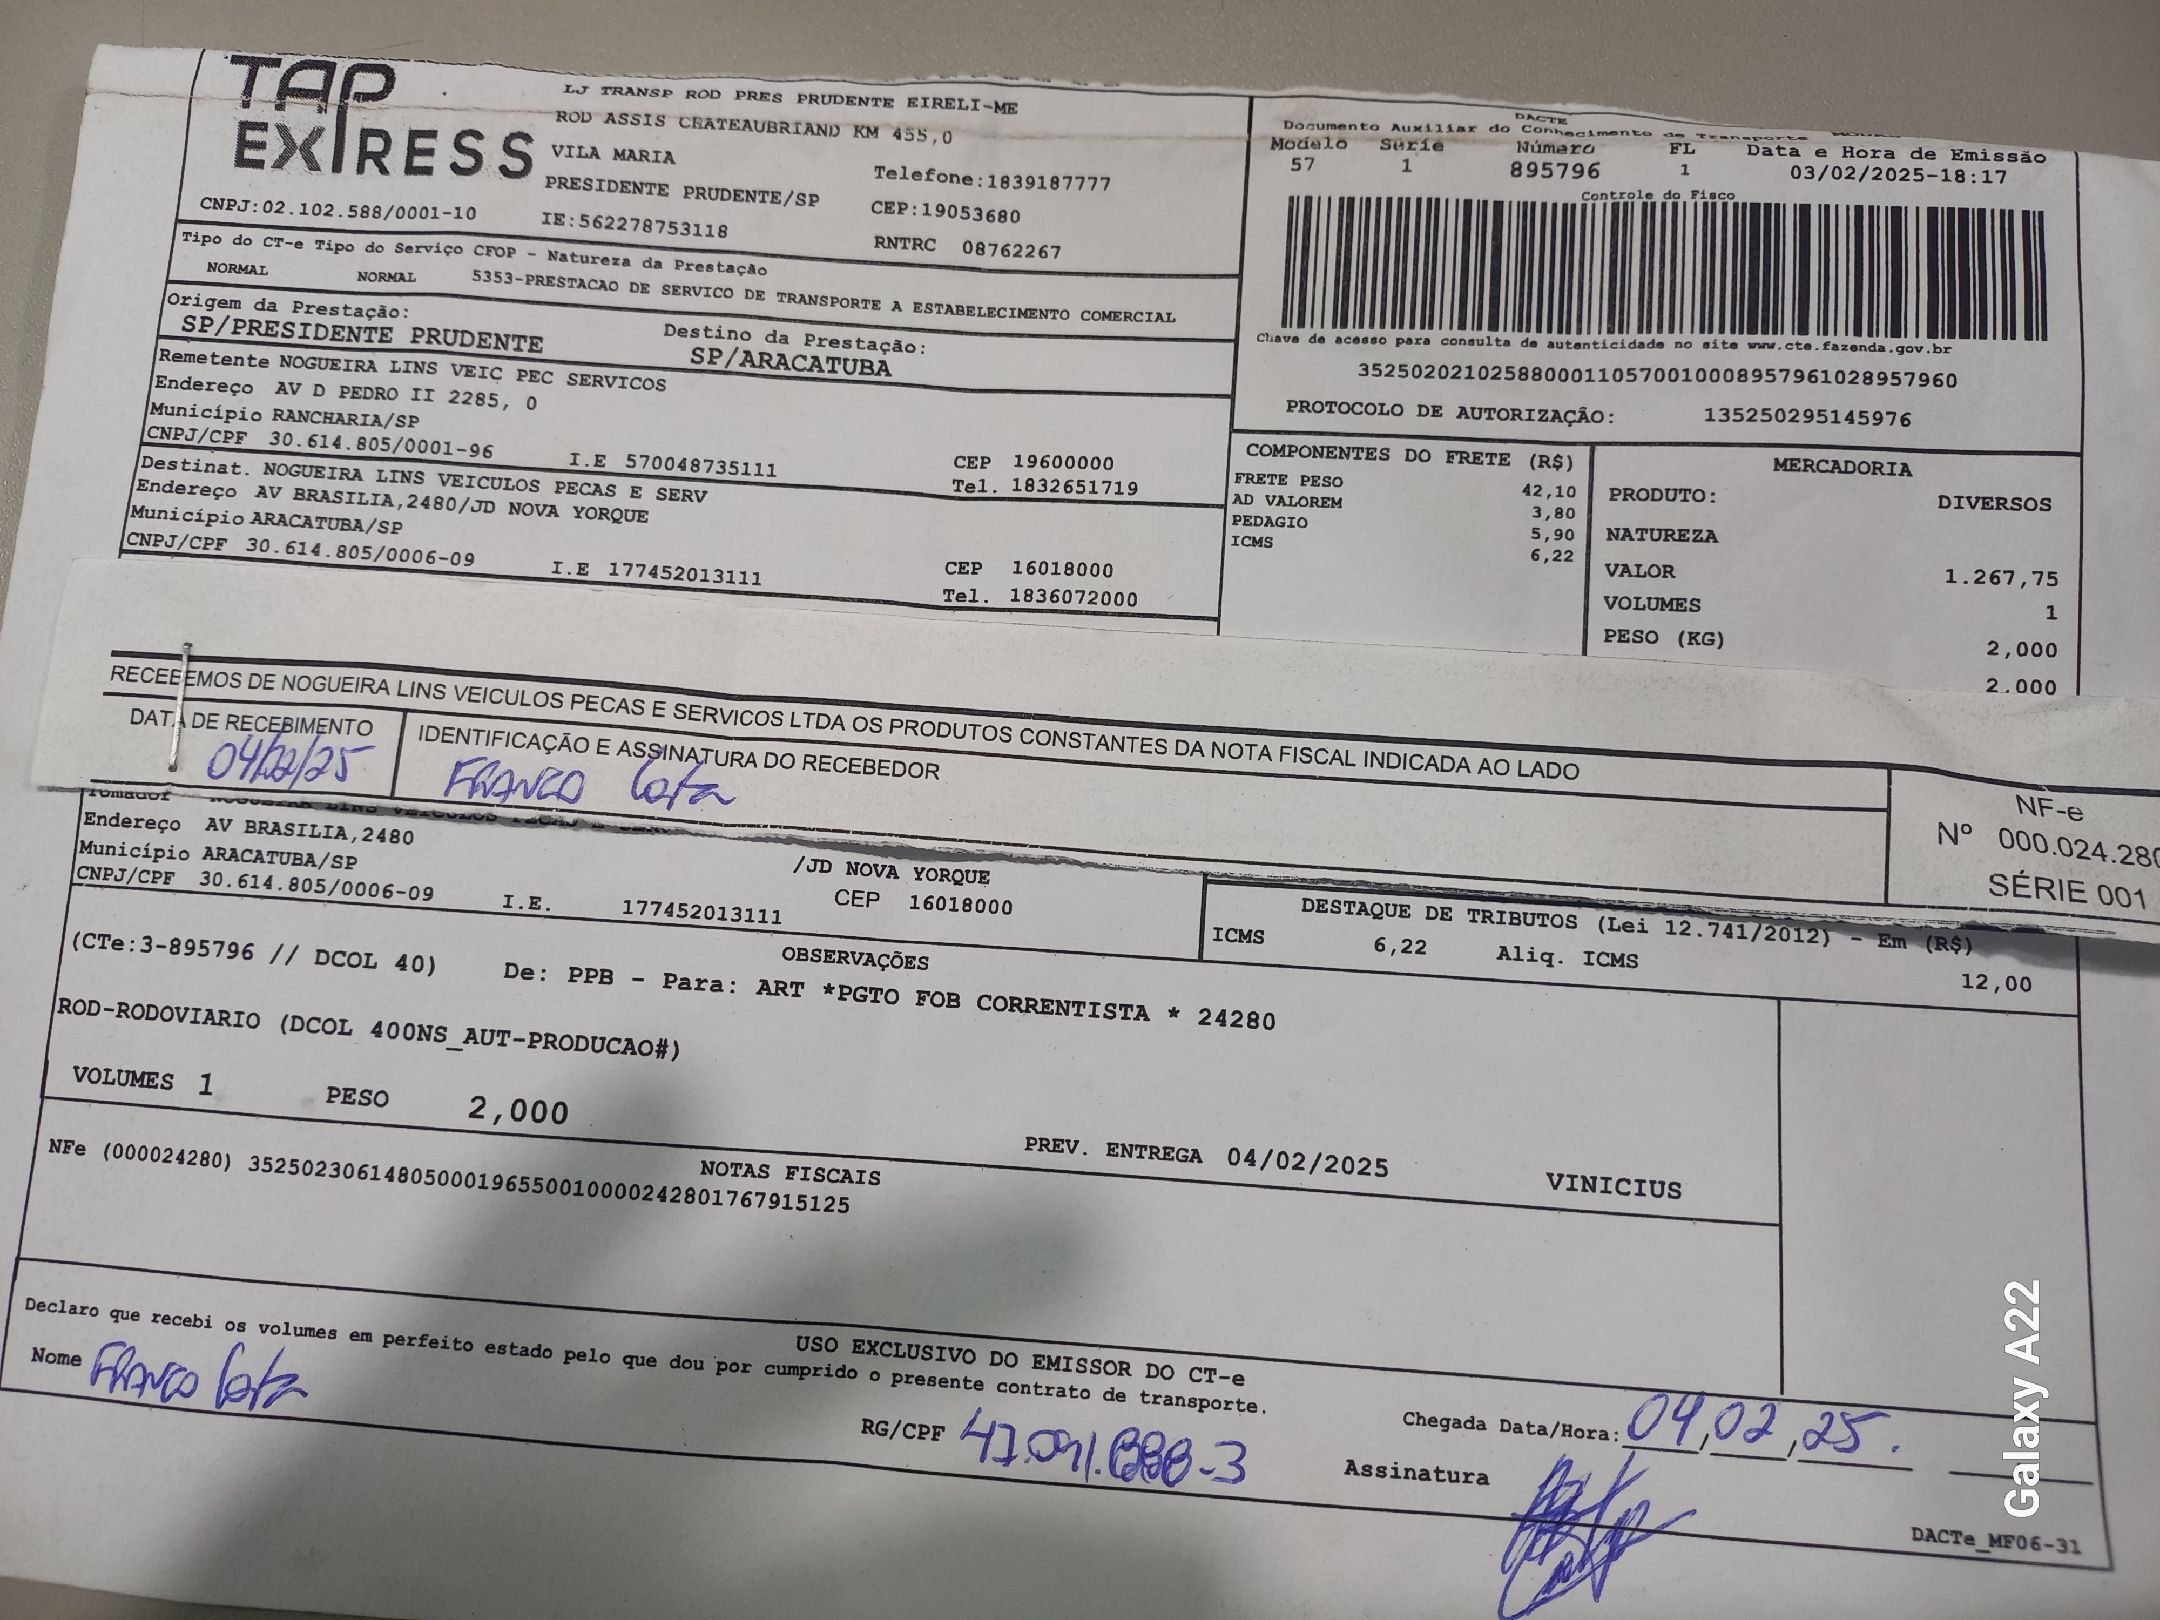 TAP EXPRESS
LJ TRANSP ROD PRES PRUDENTE EIRELI-ME
ROD ASSIS CHATEAUBRIAND KM 455,0
VILA MARIA
PRESIDENTE PRUDENTE/SP
Telefone:1839187777
CEP:19053680
CNPJ:02.102.588/0001-10
IE:562278753118
RNTRC 08762267
DACTE
Documento Auxiliar do Conhecimento de Transporte
Modelo Série Número FL Data e Hora de Emissão
57 1 895796 1 03/02/2025-18:17
Controle do Fisco
Chave de acesso para consulta de autenticidade no site www.cte.fazenda.gov.br
35250202102588000110570010008957961028957960
PROTOCOLO DE AUTORIZAÇÃO: 135250295145976
Tipo do CT-e Tipo do Serviço CFOP - Natureza da Prestação
NORMAL NORMAL 5353-PRESTACAO DE SERVICO DE TRANSPORTE A ESTABELECIMENTO COMERCIAL
Origem da Prestação: Destino da Prestação:
SP/PRESIDENTE PRUDENTE SP/ARACATUBA
Remetente NOGUEIRA LINS VEIC PEC SERVICOS
Endereço AV D PEDRO II 2285, 0
Município RANCHARIA/SP
CNPJ/CPF 30.614.805/0001-96 I.E 570048735111
CEP 19600000
Tel. 1832651719
Destinat. NOGUEIRA LINS VEICULOS PECAS E SERV
Endereço AV BRASILIA,2480/JD NOVA YORQUE
Município ARACATUBA/SP
CNPJ/CPF 30.614.805/0006-09 I.E 177452013111
CEP 16018000
Tel. 1836072000
COMPONENTES DO FRETE (R$)
FRETE PESO 42,10
AD VALOREM 3,80
PEDAGIO 5,90
ICMS 6,22
MERCADORIA
PRODUTO: DIVERSOS
NATUREZA
VALOR 1.267,75
VOLUMES 1
PESO (KG) 2,000
2.000
RECEBEMOS DE NOGUEIRA LINS VEICULOS PECAS E SERVICOS LTDA OS PRODUTOS CONSTANTES DA NOTA FISCAL INDICADA AO LADO
DATA DE RECEBIMENTO
04/02/25
IDENTIFICAÇÃO E ASSINATURA DO RECEBEDOR
FRANCO Cota
NF-e
Nº 000.024.280
SÉRIE 001
Tomador NOGUEIRA LINS VEICULOS PECAS E SERV
Endereço AV BRASILIA,2480 /JD NOVA YORQUE
Município ARACATUBA/SP CEP 16018000
CNPJ/CPF 30.614.805/0006-09 I.E. 177452013111
DESTAQUE DE TRIBUTOS (Lei 12.741/2012) - Em (R$)
ICMS 6,22 Aliq. ICMS 12,00
OBSERVAÇÕES
(CTe:3-895796 // DCOL 40) De: PPB - Para: ART *PGTO FOB CORRENTISTA * 24280
ROD-RODOVIARIO (DCOL 400NS_AUT-PRODUCAO#)
VOLUMES 1 PESO 2,000
PREV. ENTREGA 04/02/2025 VINICIUS
NOTAS FISCAIS
NFe (000024280) 35250230614805000196550010000242801767915125
USO EXCLUSIVO DO EMISSOR DO CT-e
Declaro que recebi os volumes em perfeito estado pelo que dou por cumprido o presente contrato de transporte.
Nome FRANCO Cota
RG/CPF
Chegada Data/Hora: 04,02,25.
Assinatura
DACTe_MF06-31
Galaxy A22